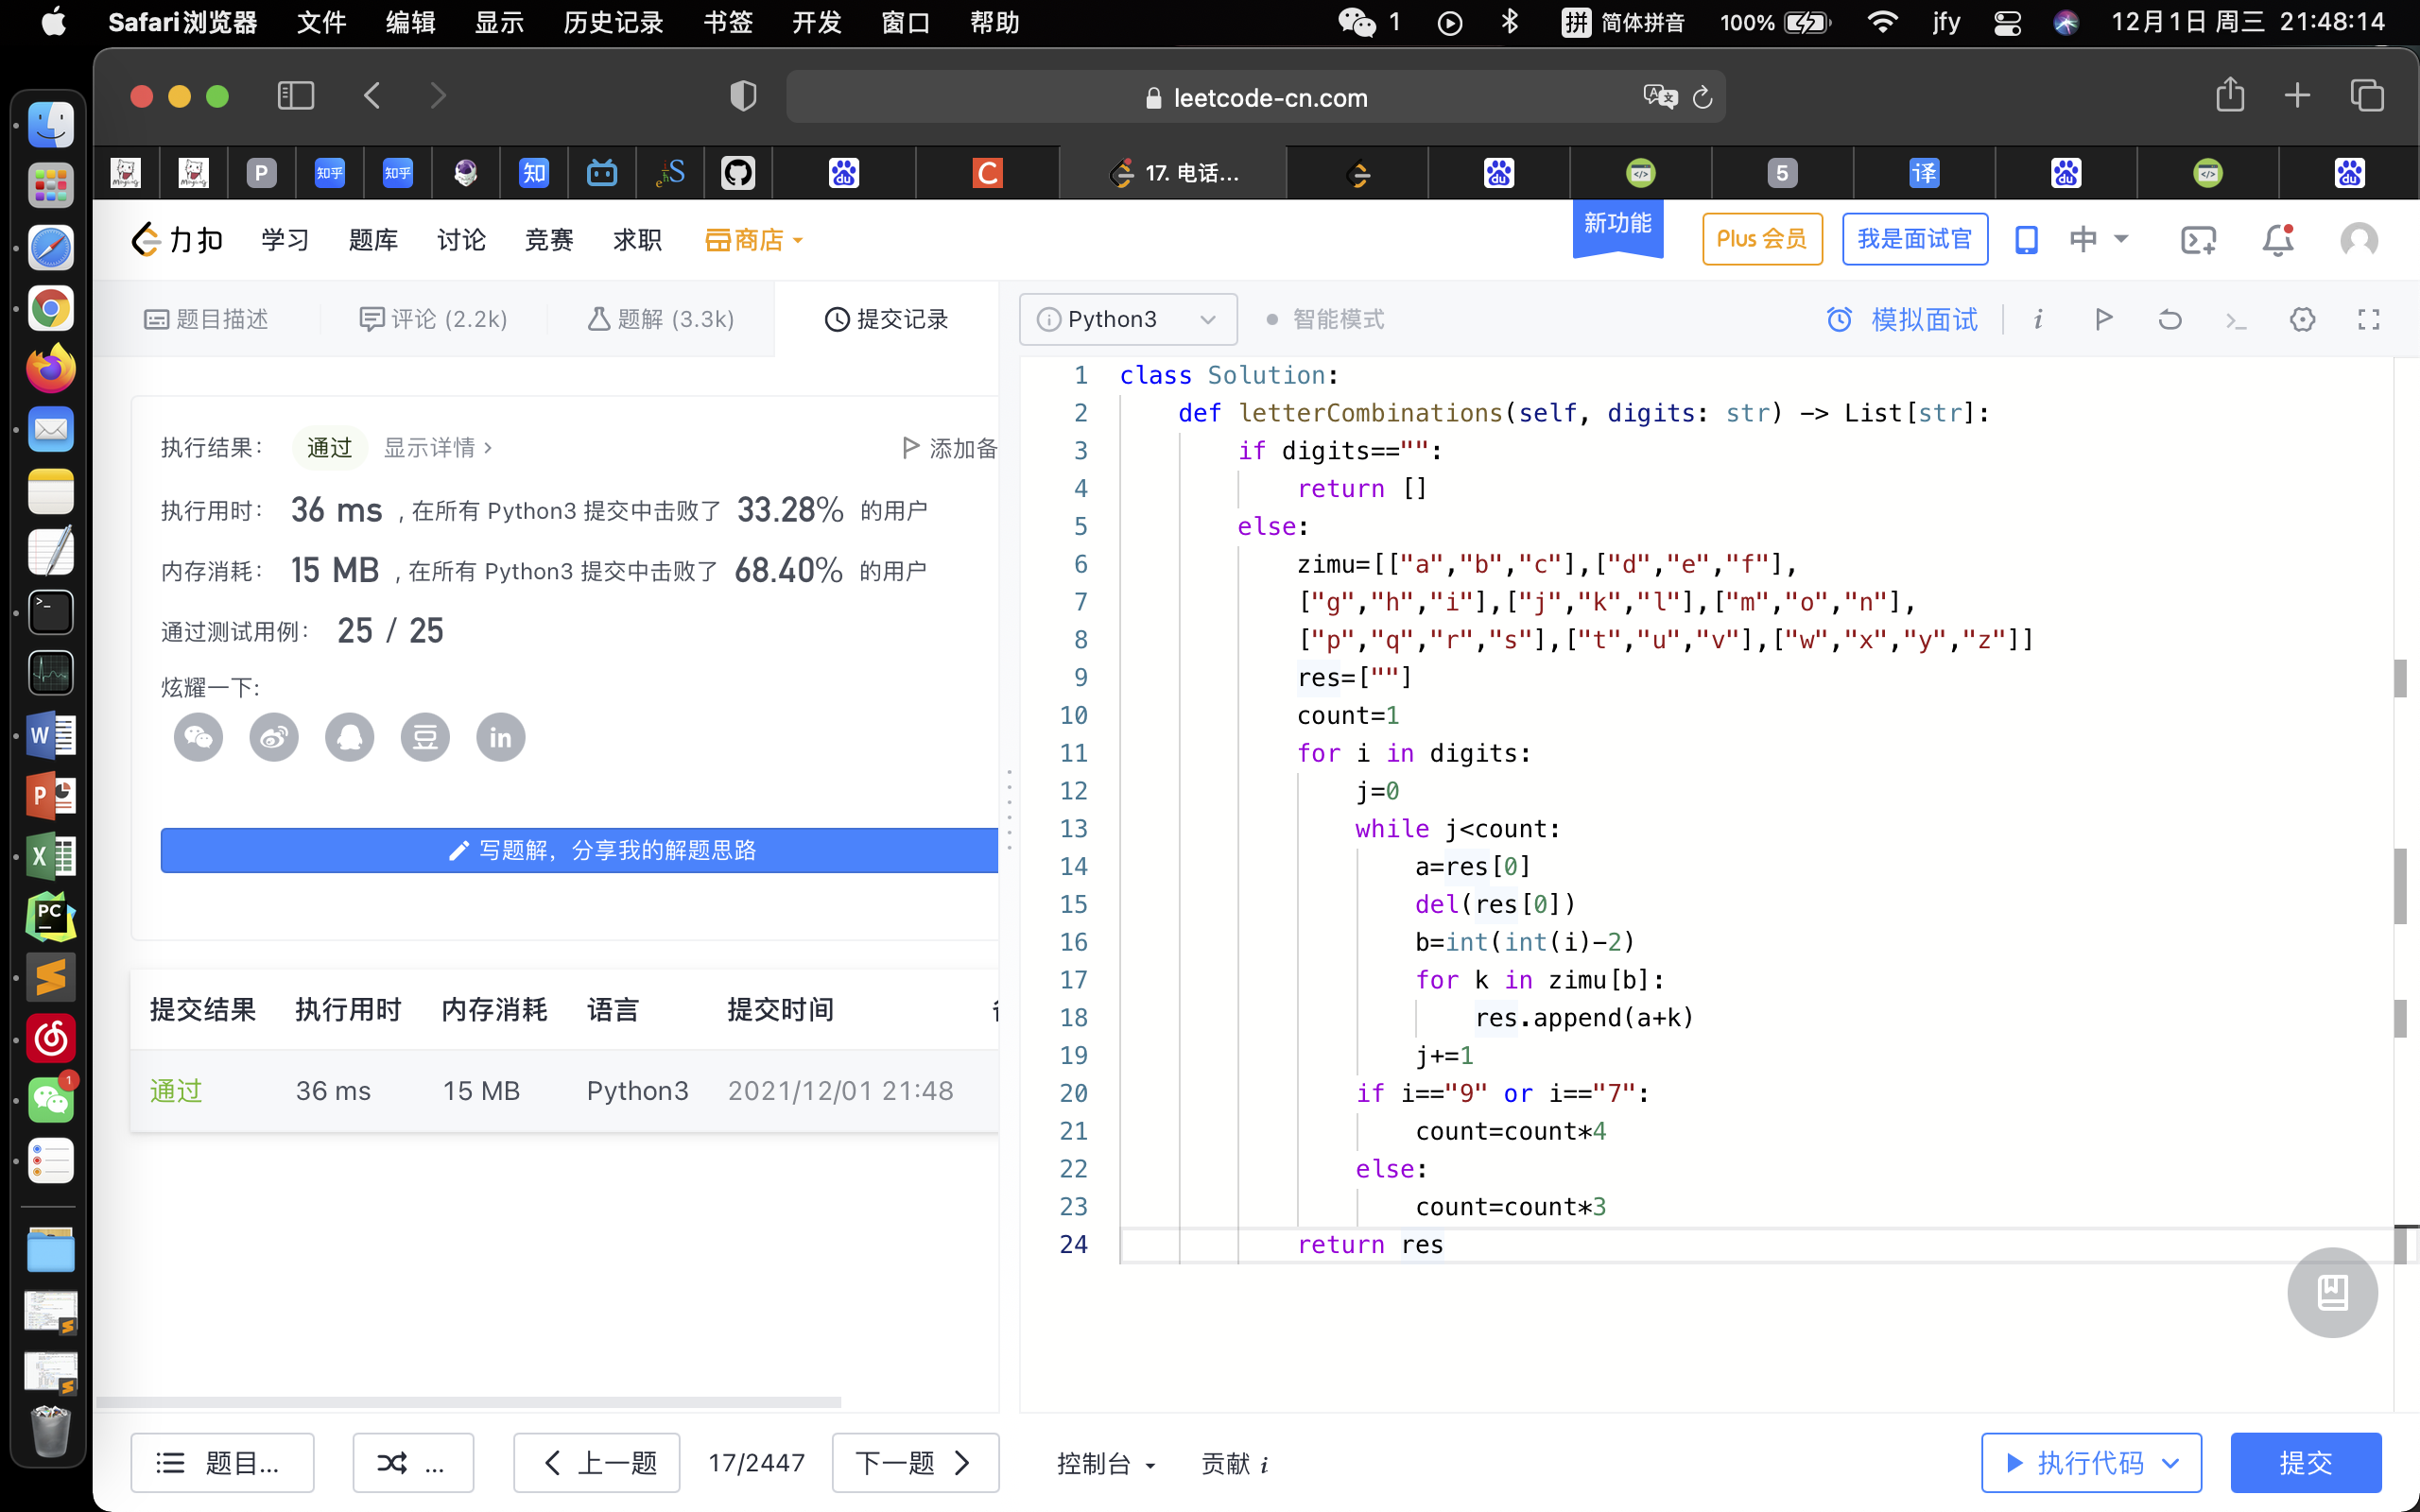 Safari浏览器 文件 编辑 显示 历史记录 书签 开发 窗口 帮助 1 拼 简体拼音 100% jfy 12月1日 周三 21:48:14
leetcode-cn.com
P 知乎 知乎 知 du C 17. 电话... du 5 译 du du
力扣 学习 题库 讨论 竞赛 求职 商店 新功能 Plus 会员 我是面试官 中
题目描述 评论 (2.2k) 题解 (3.3k) 提交记录 Python3 智能模式 模拟面试 i
执行结果: 通过 显示详情 > 添加备
执行用时: 36 ms , 在所有 Python3 提交中击败了 33.28% 的用户
内存消耗: 15 MB , 在所有 Python3 提交中击败了 68.40% 的用户
通过测试用例: 25 / 25
炫耀一下:
豆 in
写题解，分享我的解题思路
提交结果 执行用时 内存消耗 语言 提交时间
通过 36 ms 15 MB Python3 2021/12/01 21:48
1 class Solution:
2     def letterCombinations(self, digits: str) -> List[str]:
3         if digits=="":
4             return []
5         else:
6             zimu=[["a","b","c"],["d","e","f"],
7             ["g","h","i"],["j","k","l"],["m","o","n"],
8             ["p","q","r","s"],["t","u","v"],["w","x","y","z"]]
9             res=[""]
10             count=1
11             for i in digits:
12                 j=0
13                 while j<count:
14                     a=res[0]
15                     del(res[0])
16                     b=int(int(i)-2)
17                     for k in zimu[b]:
18                         res.append(a+k)
19                     j+=1
20                 if i=="9" or i=="7":
21                     count=count*4
22                 else:
23                     count=count*3
24             return res
题目... ... 上一题 17/2447 下一题 控制台 贡献 i 执行代码 提交
W
P
X
PC
1